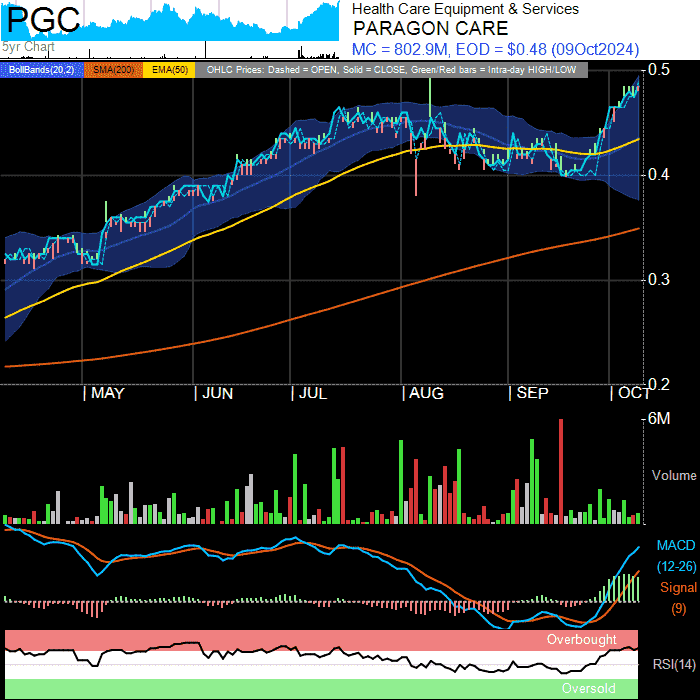 PGC
5yr Chart
Health Care Equipment & Services
PARAGON CARE
MC = 802.9M, EOD = $0.48 (09Oct2024)
BollBands(20,2) SMA(200) EMA(50) OHLC Prices: Dashed = OPEN, Solid = CLOSE, Green/Red bars = Intra-day HIGH/LOW
0.5
0.4
0.3
0.2
| MAY | JUN | JUL | AUG | SEP | OCT
6M
Volume
MACD
(12-26)
Signal
(9)
Overbought
RSI(14)
Oversold